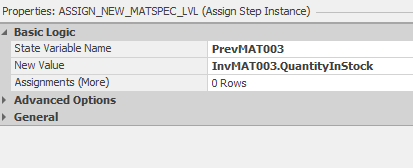 Properties: ASSIGN_NEW_MATSPEC_LVL (Assign Step Instance)
Basic Logic
State Variable Name PrevMAT003
New Value InvMAT003.QuantityInStock
Assignments (More) 0 Rows
Advanced Options
General